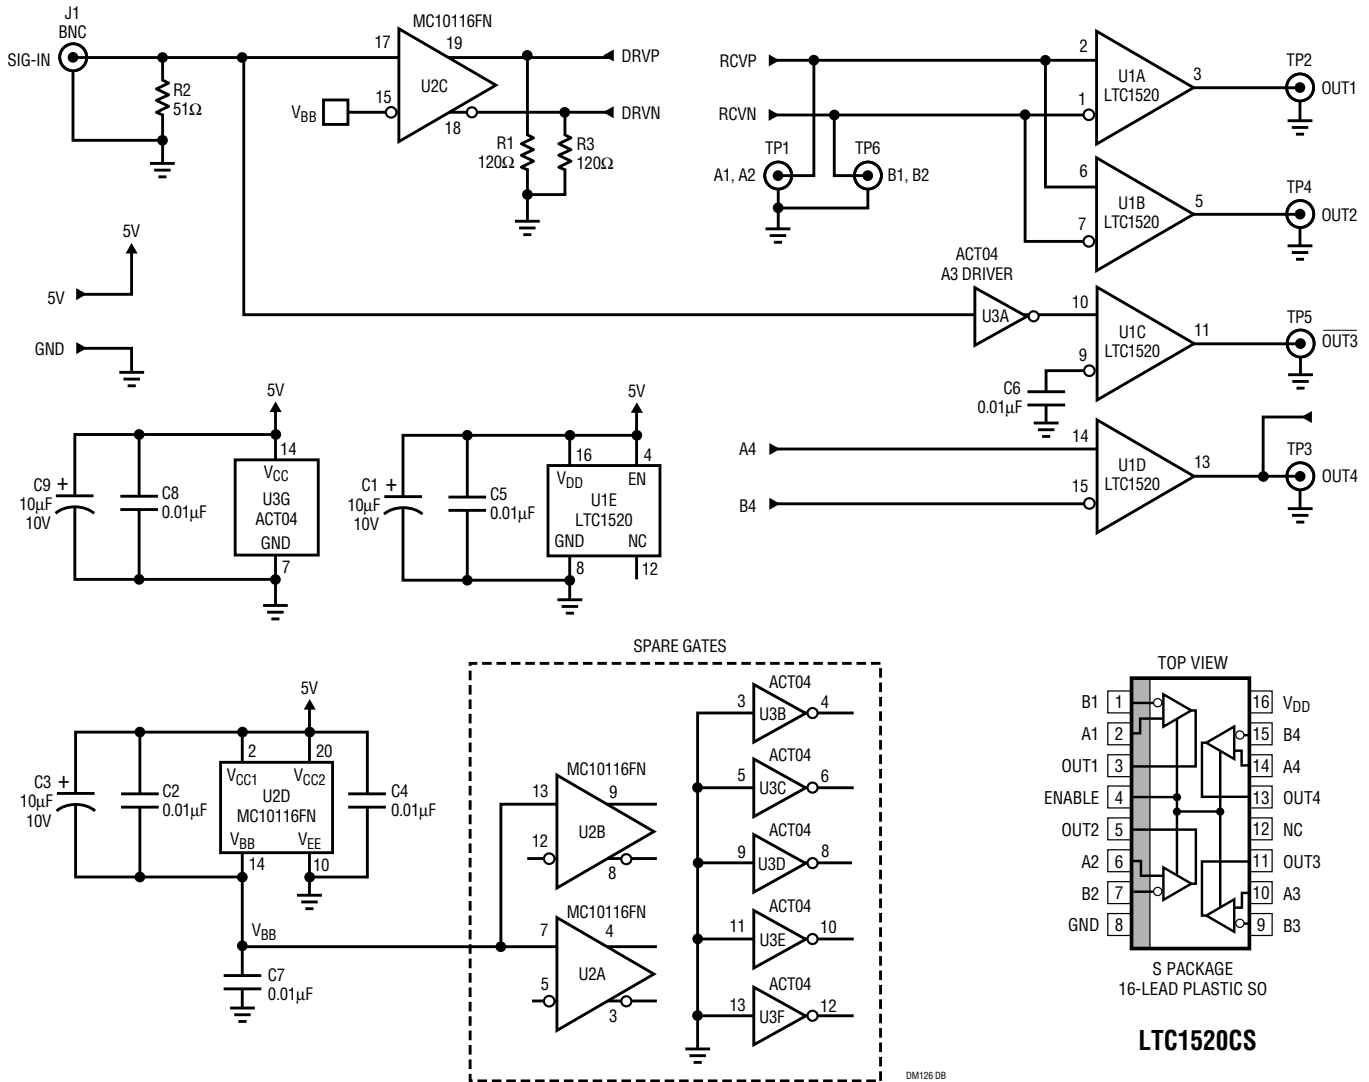 J1
BNC
SIG-IN
R2
51Ω
MC10116FN
17
19
U2C
15
18
VBB
DRVP
DRVN
R1
120Ω
R3
120Ω
RCVP
RCVN
TP1
A1, A2
TP6
B1, B2
2
1
U1A
LTC1520
3
TP2
OUT1
6
7
U1B
LTC1520
5
TP4
OUT2
ACT04
A3 DRIVER
U3A
10
9
U1C
LTC1520
11
TP5
OUT3
C6
0.01µF
A4
B4
14
15
U1D
LTC1520
13
TP3
OUT4
5V
5V
GND
5V
14
VCC
U3G
ACT04
GND
7
C9 +
10µF
10V
C8
0.01µF
5V
16
4
VDD
EN
U1E
LTC1520
GND
NC
8
12
C1 +
10µF
10V
C5
0.01µF
5V
2
20
VCC1
VCC2
U2D
MC10116FN
VBB
VEE
14
10
C3 +
10µF
10V
C2
0.01µF
C4
0.01µF
VBB
C7
0.01µF
SPARE GATES
MC10116FN
13
9
U2B
12
8
MC10116FN
7
4
U2A
5
3
ACT04
3
U3B
4
ACT04
5
U3C
6
ACT04
9
U3D
8
ACT04
11
U3E
10
ACT04
13
U3F
12
DM126 DB
TOP VIEW
B1 1
A1 2
OUT1 3
ENABLE 4
OUT2 5
A2 6
B2 7
GND 8
16 VDD
15 B4
14 A4
13 OUT4
12 NC
11 OUT3
10 A3
9 B3
S PACKAGE
16-LEAD PLASTIC SO
LTC1520CS